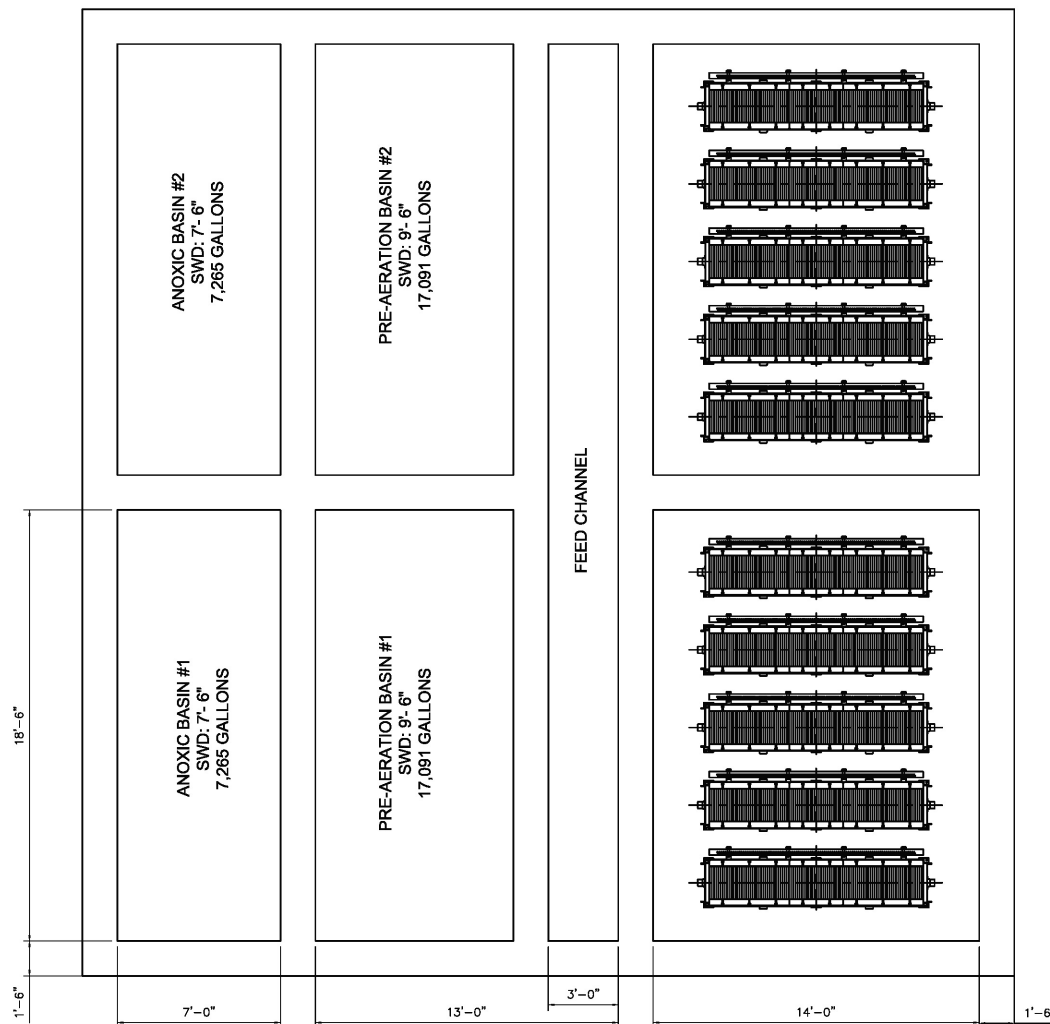 ANOXIC BASIN #2
SWD: 7'- 6"
7,265 GALLONS
PRE-AERATION BASIN #2
SWD: 9'- 6"
17,091 GALLONS
FEED CHANNEL
ANOXIC BASIN #1
SWD: 7'- 6"
7,265 GALLONS
PRE-AERATION BASIN #1
SWD: 9'- 6"
17,091 GALLONS
18'-6"
1'-6"
7'-0"
13'-0"
3'-0"
14'-0"
1'-6